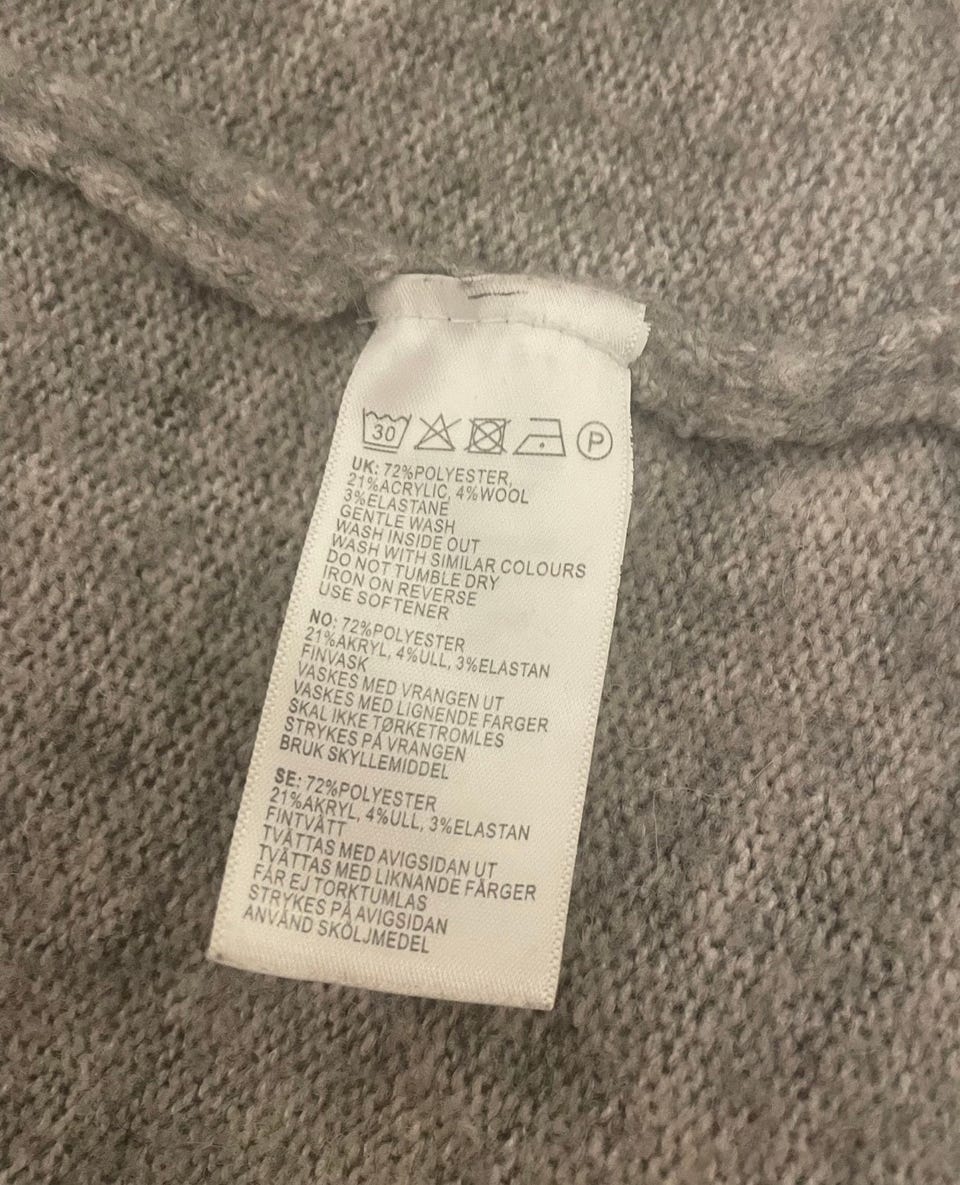 30 P
UK: 72%POLYESTER,
21%ACRYLIC, 4%WOOL
3%ELASTANE
GENTLE WASH
WASH INSIDE OUT
WASH WITH SIMILAR COLOURS
DO NOT TUMBLE DRY
IRON ON REVERSE
USE SOFTENER
NO: 72%POLYESTER
21%AKRYL, 4%ULL, 3%ELASTAN
FINVASK
VASKES MED VRANGEN UT
VASKES MED LIGNENDE FARGER
SKAL IKKE TØRKETROMLES
STRYKES PÅ VRANGEN
BRUK SKYLLEMIDDEL
SE: 72%POLYESTER
21%AKRYL, 4%ULL, 3%ELASTAN
FINTVÄTT
TVÄTTAS MED AVIGSIDAN UT
TVÄTTAS MED LIKNANDE FÄRGER
FÅR EJ TORKTUMLAS
STRYKES PÅ AVIGSIDAN
ANVÄND SKÖLJMEDEL